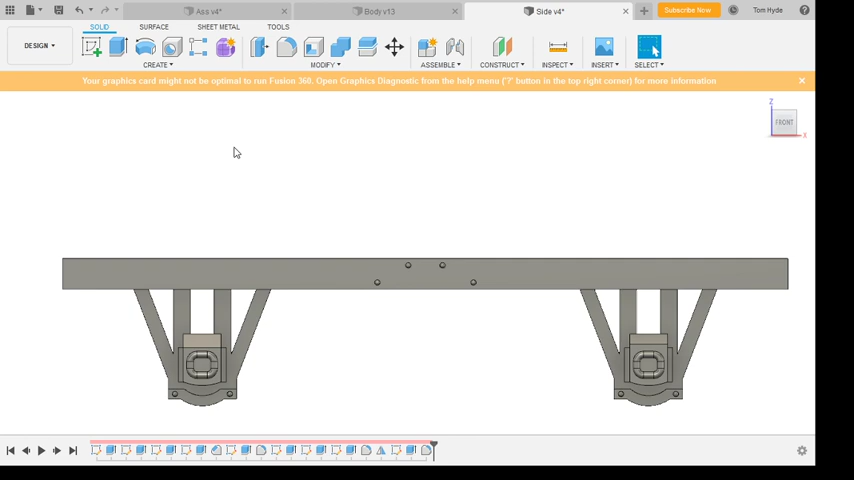 Ass v4*
Body v13
Side v4*
Subscribe Now
Tom Hyde
DESIGN
SOLID
SURFACE
SHEET METAL
TOOLS
CREATE
MODIFY
ASSEMBLE
CONSTRUCT
INSPECT
INSERT
SELECT
Your graphics card might not be optimal to run Fusion 360. Open Graphics Diagnostic from the help menu ('?' button in the top right corner) for more information
Z
FRONT
X